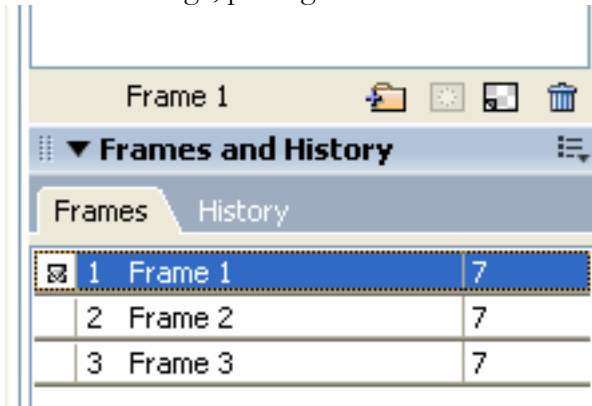 Frame 1
Frames and History
Frames History
1 Frame 1 7
2 Frame 2 7
3 Frame 3 7